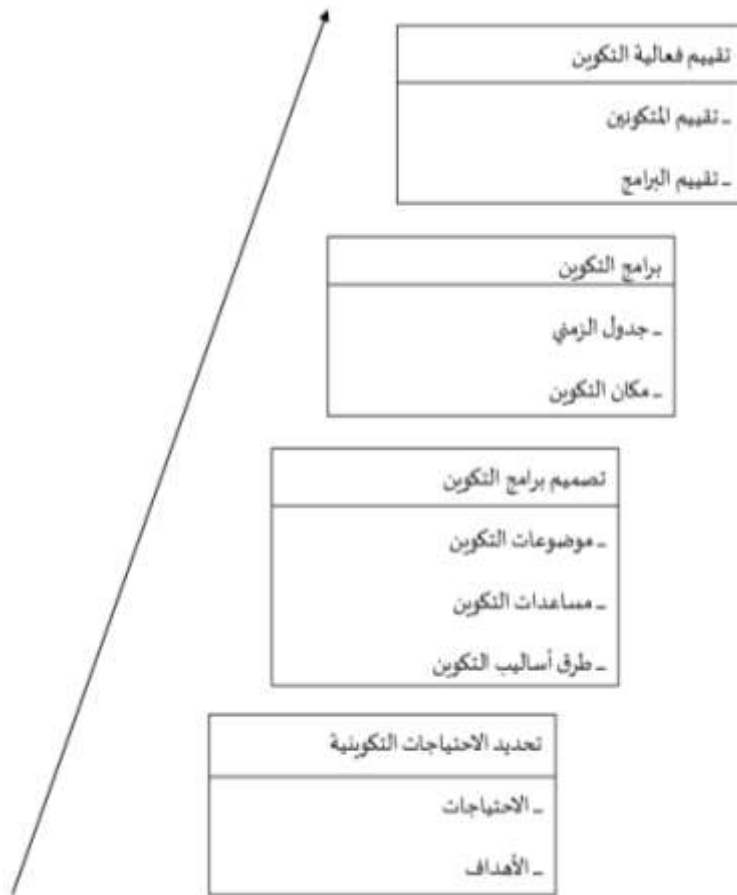 تقييم فعالية التكوين
ـ تقييم المتكونين
ـ تقييم البرامج
برامج التكوين
ـ جدول الزمني
ـ مكان التكوين
تصميم برامج التكوين
ـ موضوعات التكوين
ـ مساعدات التكوين
ـ طرق أساليب التكوين
تحديد الاحتياجات التكوينية
ـ الاحتياجات
ـ الأهداف